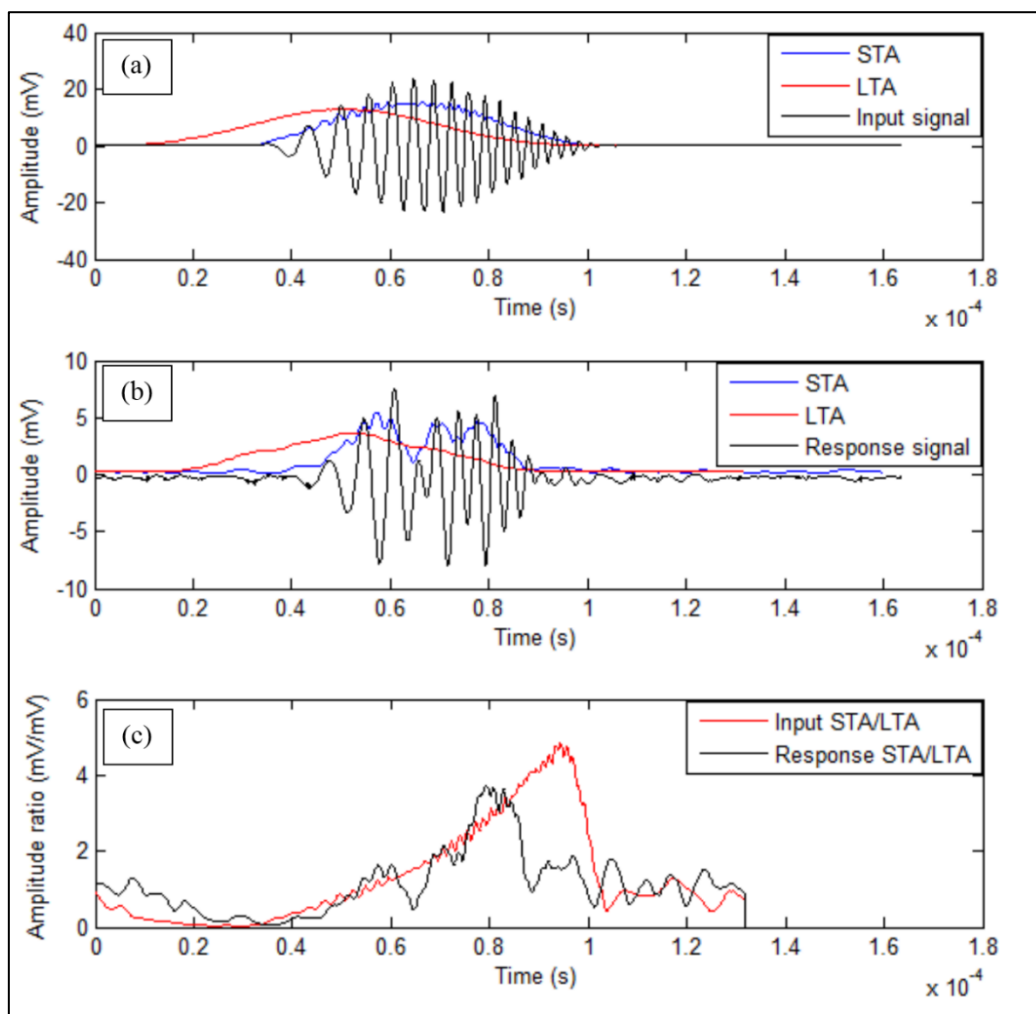 (a)
STA
LTA
Input signal
Amplitude (mV)
40
20
0
-20
-40
0 0.2 0.4 0.6 0.8 1 1.2 1.4 1.6 1.8
Time (s)
x 10⁻⁴
(b)
STA
LTA
Response signal
Amplitude (mV)
10
5
0
-5
-10
0 0.2 0.4 0.6 0.8 1 1.2 1.4 1.6 1.8
Time (s)
x 10⁻⁴
(c)
Input STA/LTA
Response STA/LTA
Amplitude ratio (mV/mV)
6
4
2
0
0 0.2 0.4 0.6 0.8 1 1.2 1.4 1.6 1.8
Time (s)
x 10⁻⁴